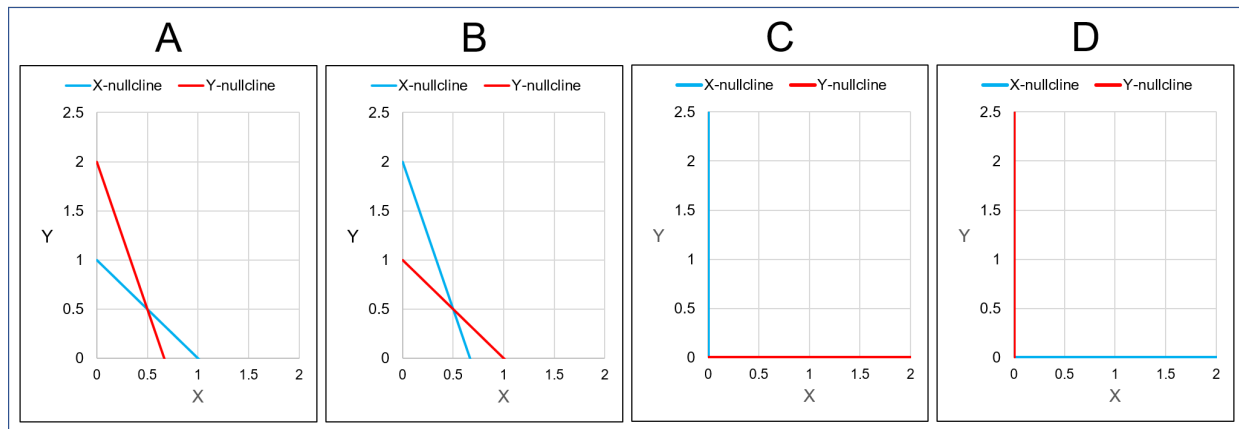 A B C D
X-nullcline Y-nullcline X-nullcline Y-nullcline X-nullcline Y-nullcline X-nullcline Y-nullcline
2.5 2.5 2.5 2.5
2 2 2 2
1.5 1.5 1.5 1.5
Y Y Y Y
1 1 1 1
0.5 0.5 0.5 0.5
0 0 0 0
0 0.5 1 1.5 2 0 0.5 1 1.5 2 0 0.5 1 1.5 2 0 0.5 1 1.5 2
X X X X